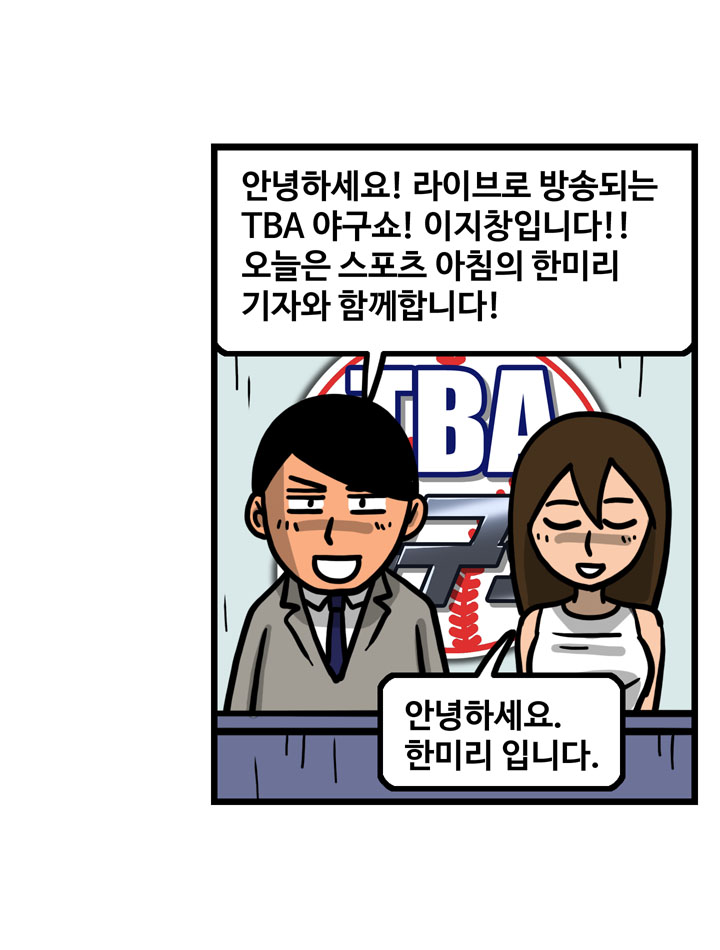 안녕하세요! 라이브로 방송되는
TBA 야구쇼! 이지창입니다!!
오늘은 스포츠 아침의 한미리
기자와 함께합니다!
TBA
구
안녕하세요.
한미리 입니다.